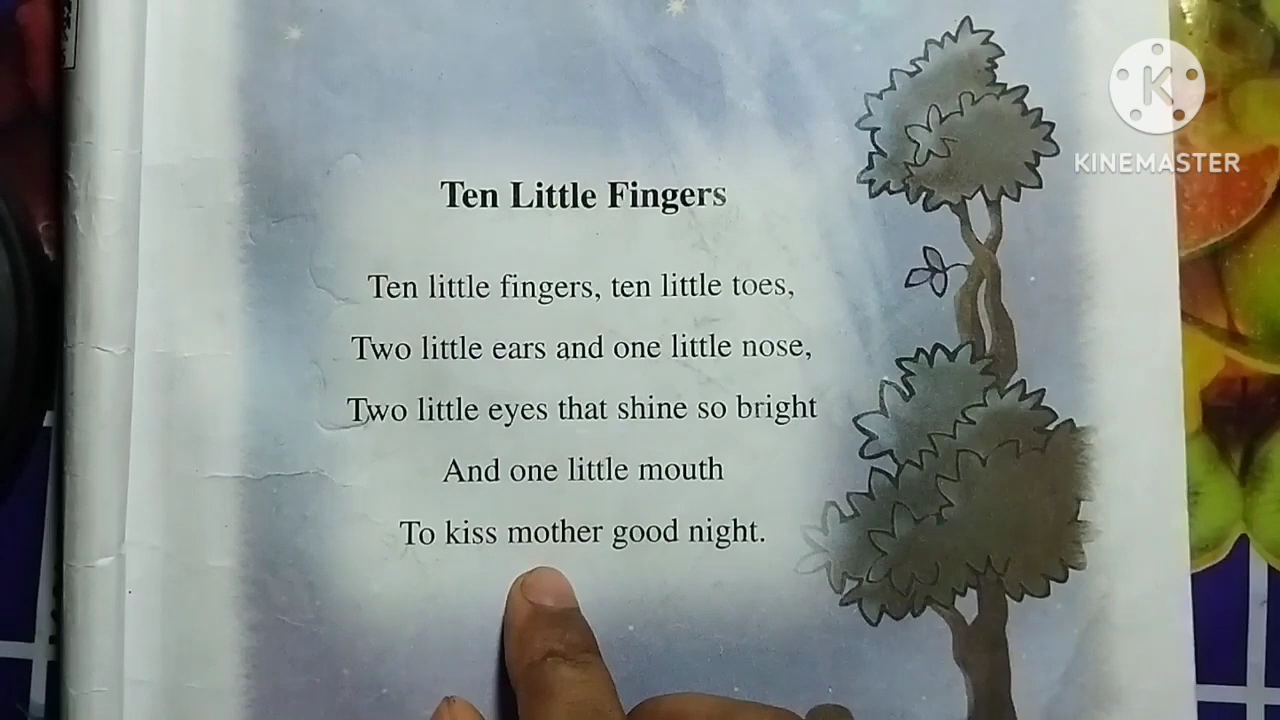 KINEMASTER
Ten Little Fingers
Ten little fingers, ten little toes,
Two little ears and one little nose,
Two little eyes that shine so bright
And one little mouth
To kiss mother good night.